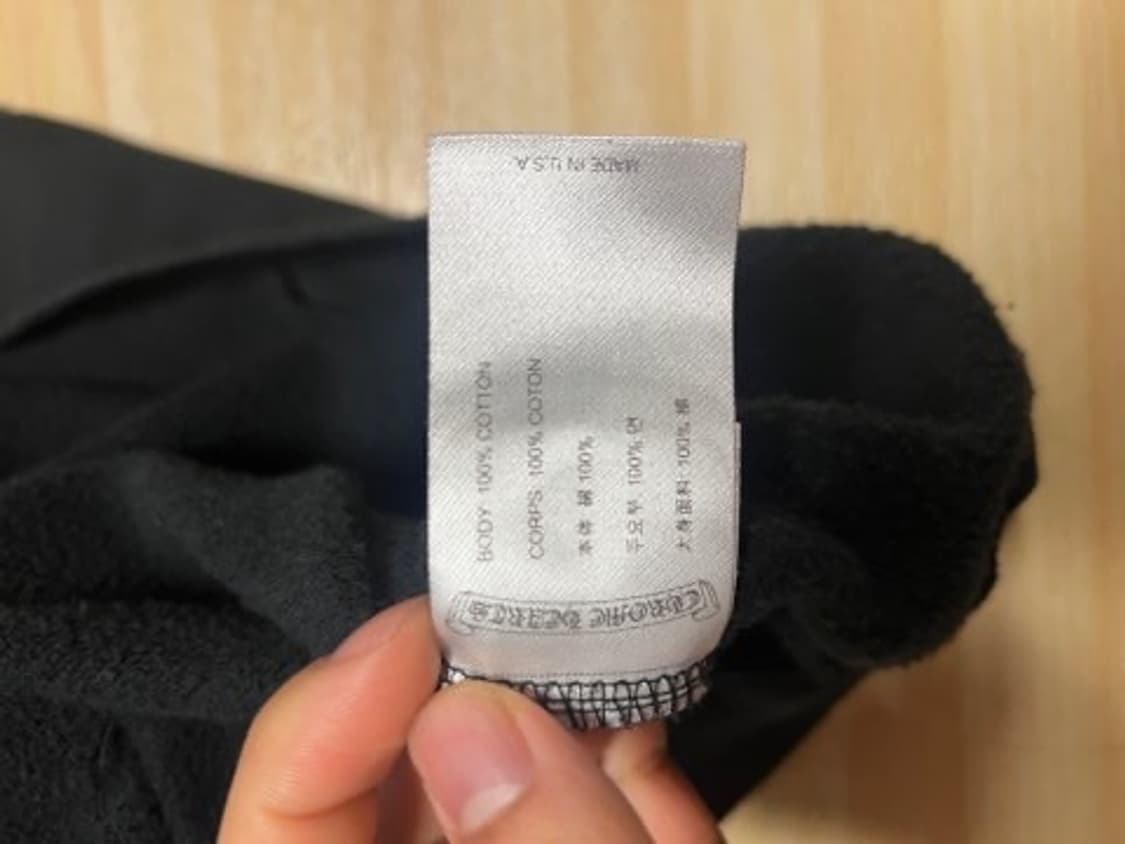 MADE IN U.S.A
BODY 100% COTTON
CORPS 100% COTON
本体 綿 100%
주요부 100% 면
大身面料: 100% 棉
CHROME HEARTS